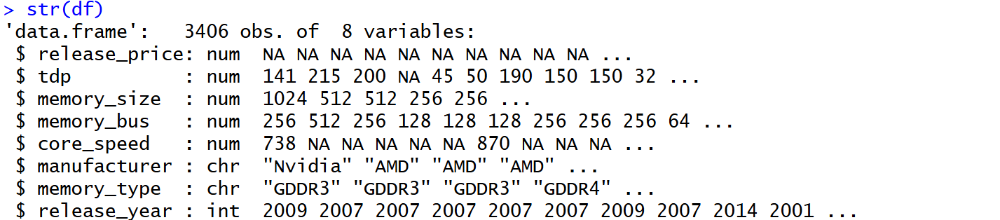 > str(df)
'data.frame':   3406 obs. of  8 variables:
 $ release_price: num  NA NA NA NA NA NA NA NA NA NA ...
 $ tdp          : num  141 215 200 NA 45 50 190 150 150 32 ...
 $ memory_size  : num  1024 512 512 256 256 ...
 $ memory_bus   : num  256 512 256 128 128 128 256 256 256 64 ...
 $ core_speed   : num  738 NA NA NA NA NA 870 NA NA NA ...
 $ manufacturer : chr  "Nvidia" "AMD" "AMD" "AMD" ...
 $ memory_type  : chr  "GDDR3" "GDDR3" "GDDR3" "GDDR4" ...
 $ release_year : int  2009 2007 2007 2007 2007 2007 2009 2007 2014 2001 ...